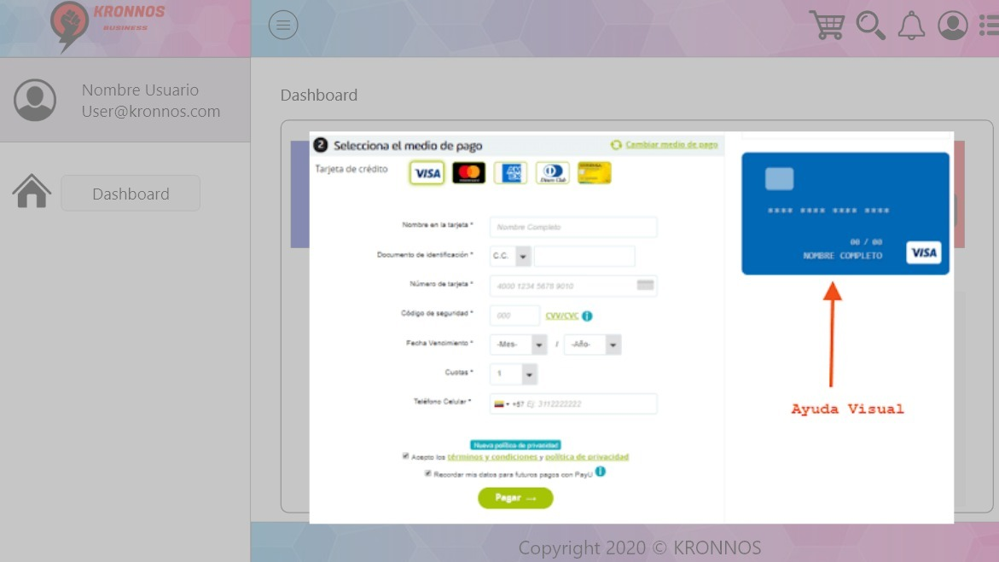 KRONNOS
BUSINESS
Nombre Usuario
User@kronnos.com
Dashboard
Dashboard
2 Selecciona el medio de pago
Cambiar medio de pago
Tarjeta de crédito
VISA
AM EX
Diners Club
Nombre en la tarjeta *
Nombre Completo
Documento de identificación *
C.C.
Número de tarjeta *
4000 1234 5678 9010
Código de seguridad *
000
CVV/CVC i
Fecha Vencimiento *
-Mes- / -Año-
Cuotas *
1
Teléfono Celular *
+57 Ej: 3112222222
Nueva política de privacidad
Acepto los términos y condiciones y política de privacidad
Recordar mis datos para futuros pagos con PayU i
Pagar →
**** **** **** ****
00 / 00
NOMBRE COMPLETO
VISA
Ayuda Visual
Copyright 2020 © KRONNOS